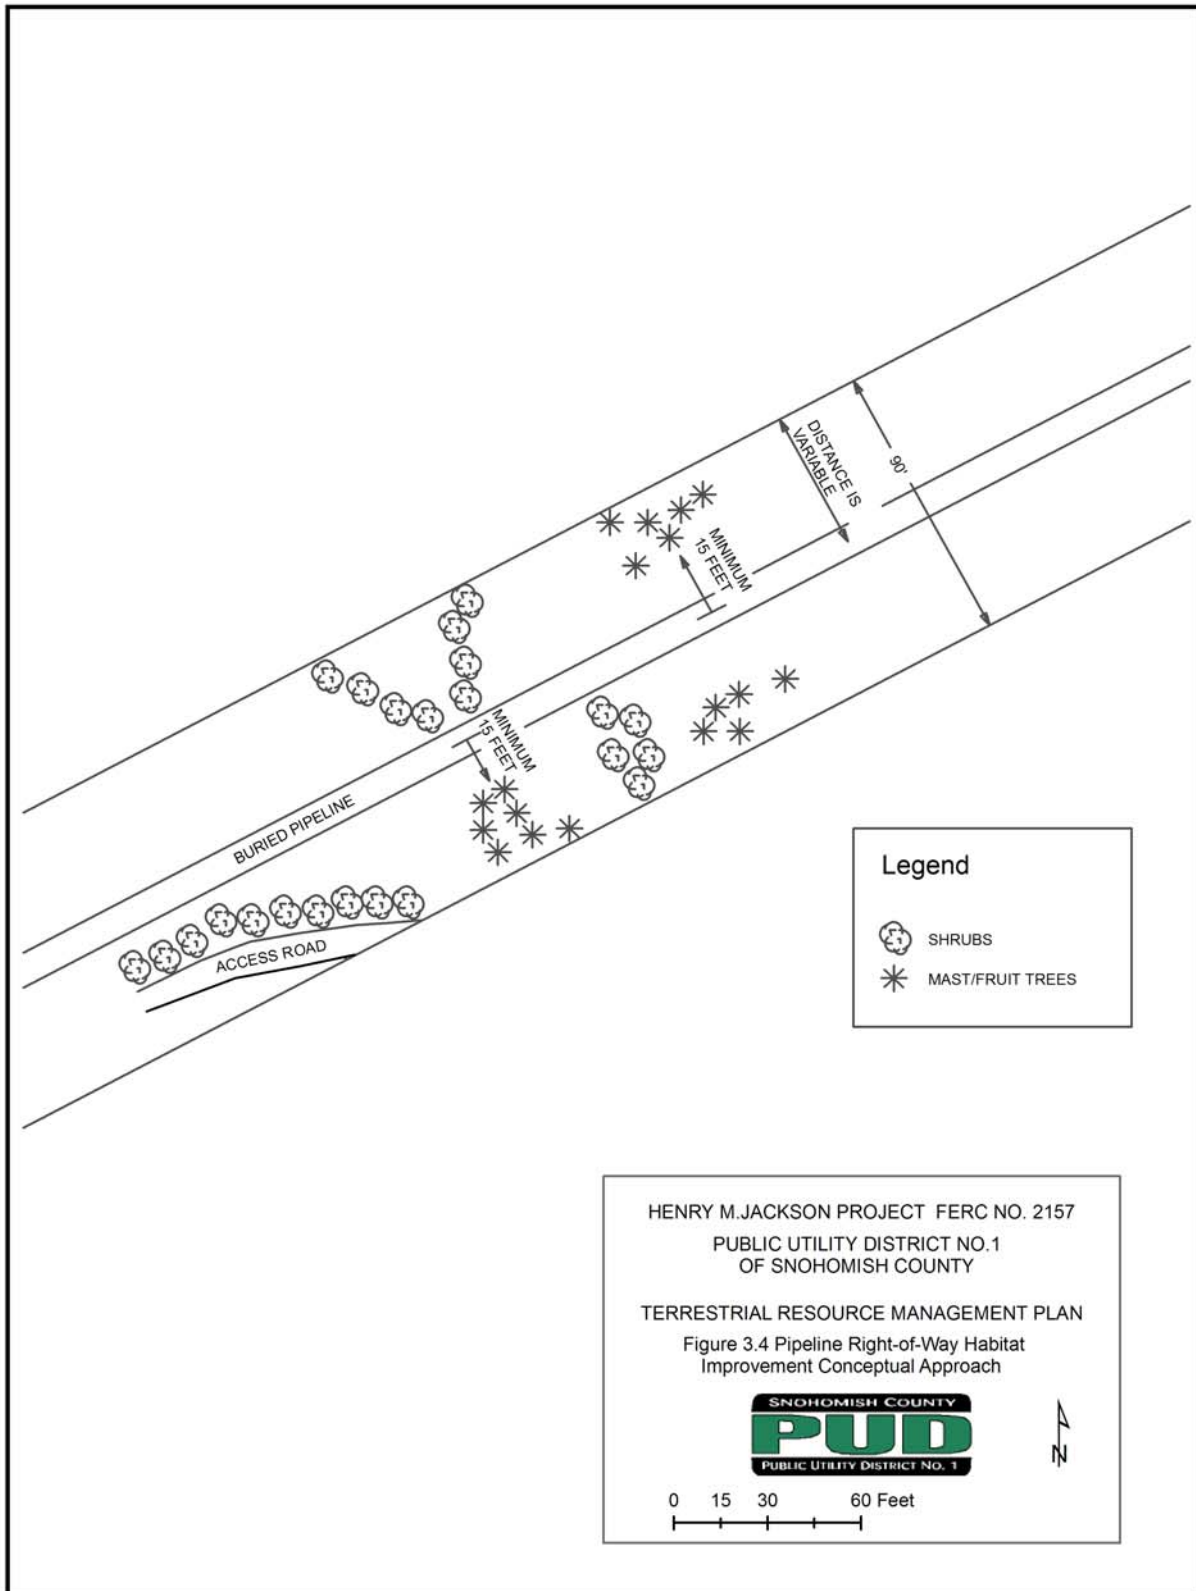 DISTANCE IS
VARIABLE
90'
MINIMUM
15 FEET
MINIMUM
15 FEET
BURIED PIPELINE
ACCESS ROAD
Legend
SHRUBS
MAST/FRUIT TREES
HENRY M.JACKSON PROJECT FERC NO. 2157
PUBLIC UTILITY DISTRICT NO.1
OF SNOHOMISH COUNTY
TERRESTRIAL RESOURCE MANAGEMENT PLAN
Figure 3.4 Pipeline Right-of-Way Habitat
Improvement Conceptual Approach
SNOHOMISH COUNTY
PUD
PUBLIC UTILITY DISTRICT NO. 1
N
0 15 30 60 Feet